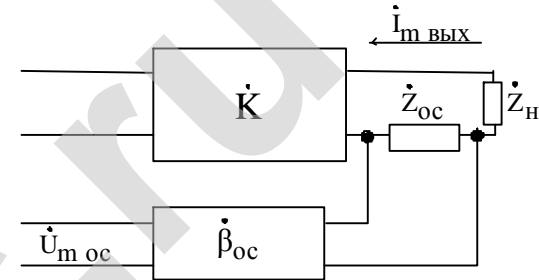 İm вых
K̇
Żос
Żн
U̇m ос
β̇ос